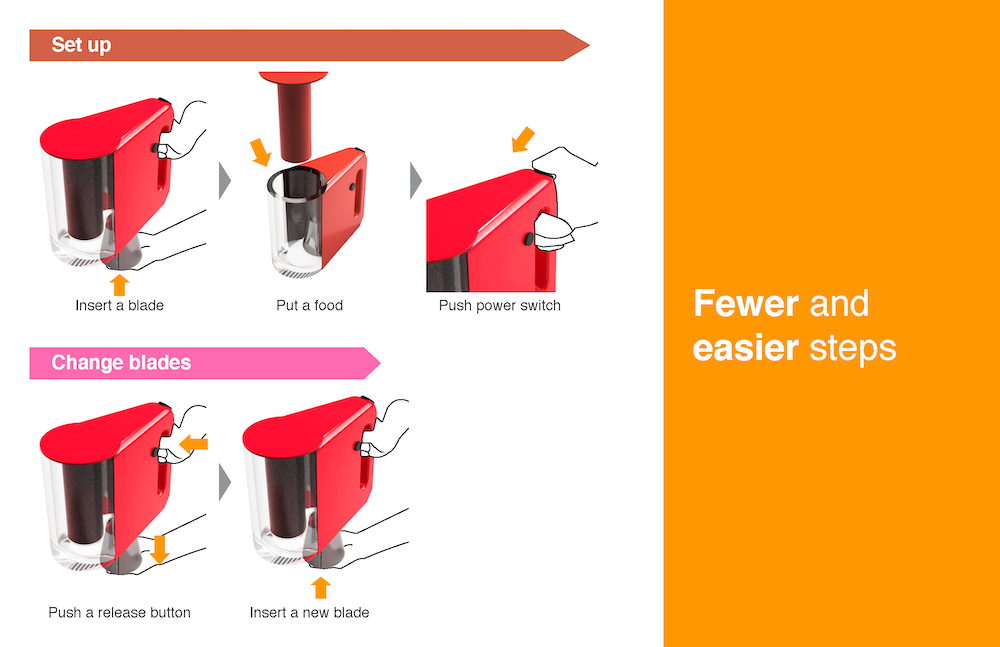 Set up
Insert a blade
Put a food
Push power switch
Change blades
Push a release button
Insert a new blade
Fewer and
easier steps